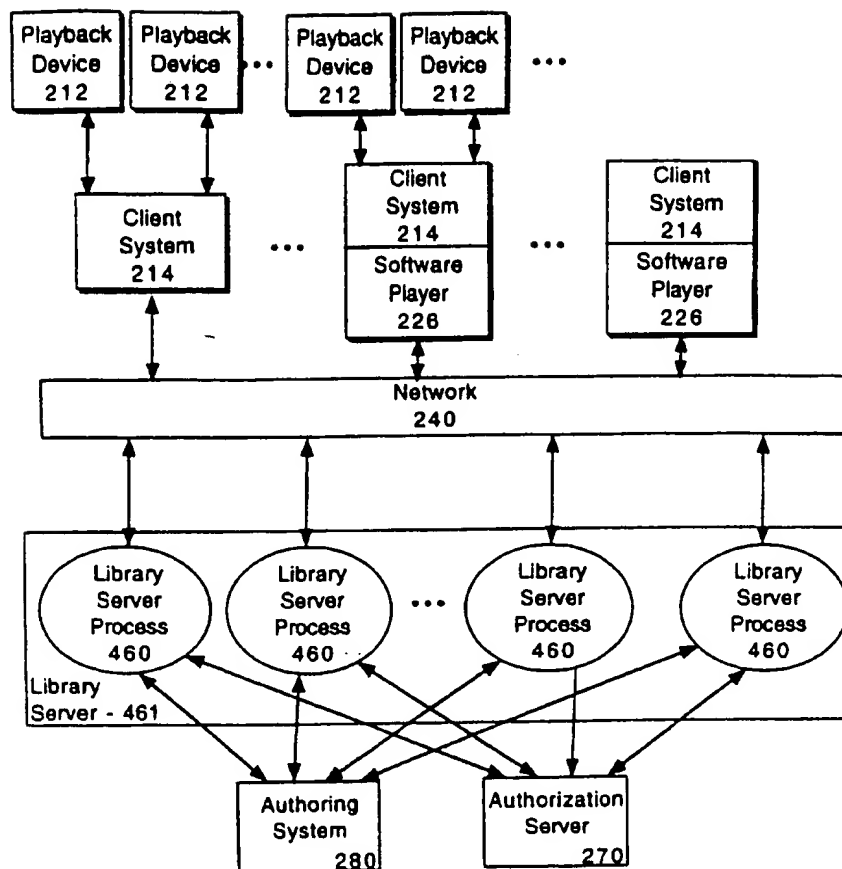 Playback
Device
212
Playback
Device
212
...
Playback
Device
212
Playback
Device
212
...
Client
System
214
...
Client
System
214
Software
Player
226
...
Client
System
214
Software
Player
226
Network
240
Library
Server
Process
460
Library
Server
Process
460
...
Library
Server
Process
460
Library
Server
Process
460
Library
Server - 461
Authoring
System
280
Authorization
Server
270